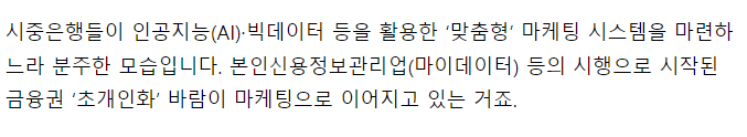 시중은행들이 인공지능(AI)·빅데이터 등을 활용한 ‘맞춤형’ 마케팅 시스템을 마련하
느라 분주한 모습입니다. 본인신용정보관리업(마이데이터) 등의 시행으로 시작된
금융권 ‘초개인화’ 바람이 마케팅으로 이어지고 있는 거죠.